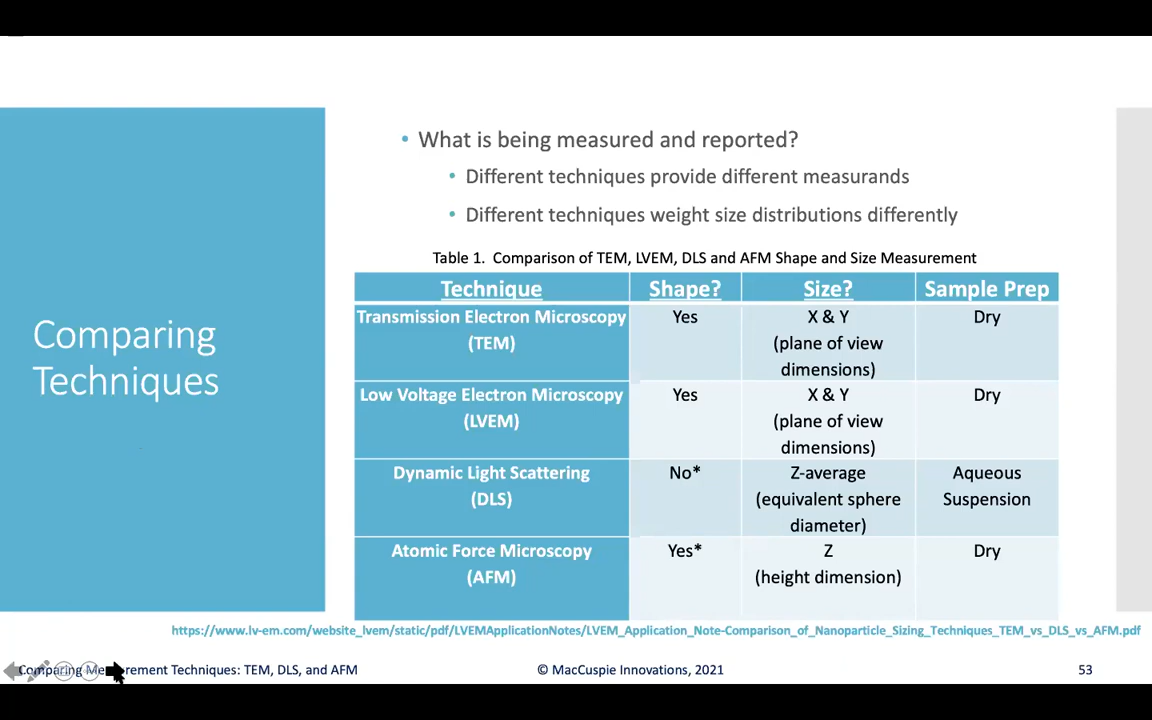 Comparing
Techniques
• What is being measured and reported?
• Different techniques provide different measurands
• Different techniques weight size distributions differently
Table 1. Comparison of TEM, LVEM, DLS and AFM Shape and Size Measurement
Technique Shape? Size? Sample Prep
Transmission Electron Microscopy Yes X & Y Dry
(TEM) (plane of view
dimensions)
Low Voltage Electron Microscopy Yes X & Y Dry
(LVEM) (plane of view
dimensions)
Dynamic Light Scattering No* Z-average Aqueous
(DLS) (equivalent sphere Suspension
diameter)
Atomic Force Microscopy Yes* Z Dry
(AFM) (height dimension)
https://www.lv-em.com/website_lvem/static/pdf/LVEMApplicationNotes/LVEM_Application_Note-Comparison_of_Nanoparticle_Sizing_Techniques_TEM_vs_DLS_vs_AFM.pdf
Comparing Me rement Techniques: TEM, DLS, and AFM © MacCuspie Innovations, 2021 53